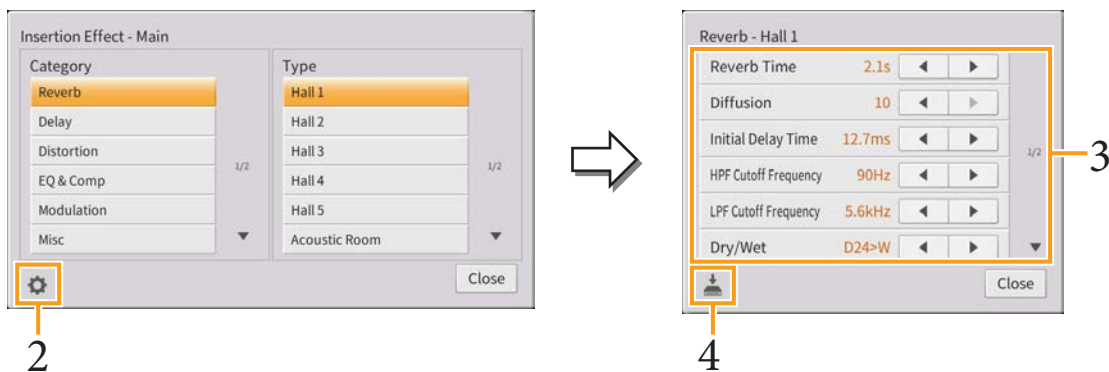 Insertion Effect - Main
Category
Reverb
Delay
Distortion
EQ & Comp
Modulation
Misc
1/2
Type
Hall 1
Hall 2
Hall 3
Hall 4
Hall 5
Acoustic Room
1/2
Close
2
Reverb - Hall 1
Reverb Time 2.1s
Diffusion 10
Initial Delay Time 12.7ms
HPF Cutoff Frequency 90Hz
LPF Cutoff Frequency 5.6kHz
Dry/Wet D24>W
1/2
3
Close
4